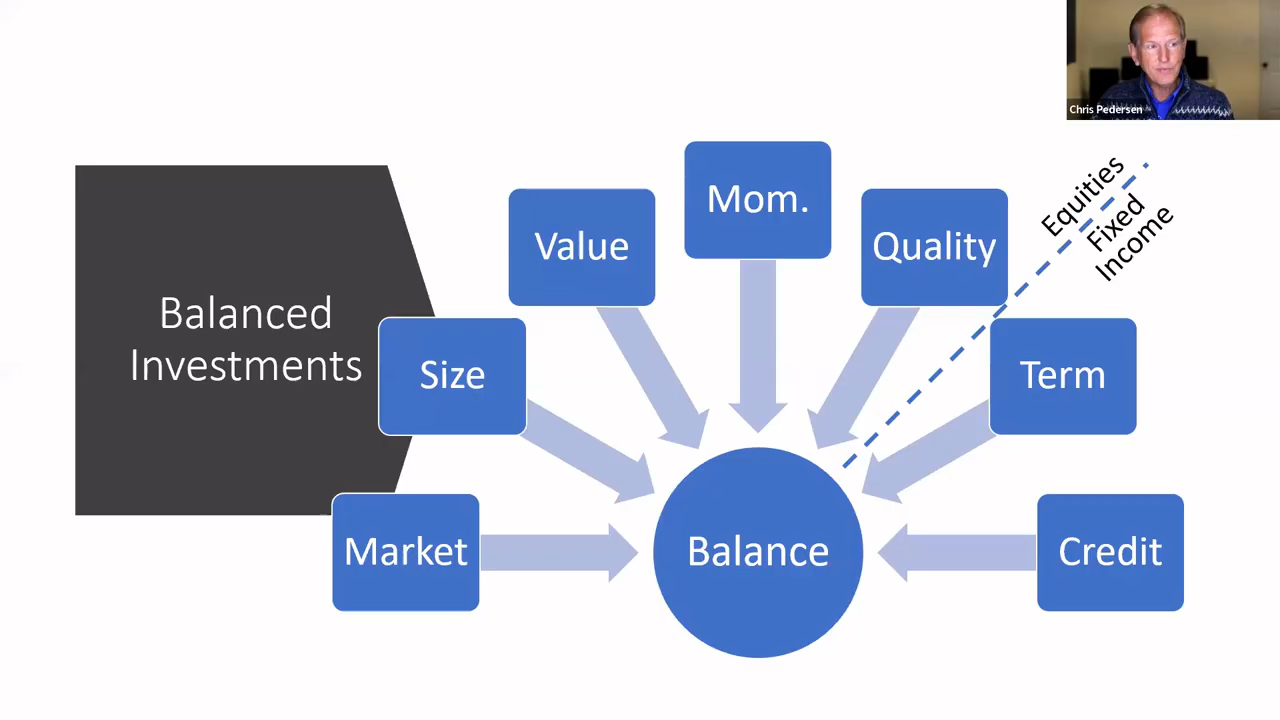 Chris Pedersen
Equities
Fixed
Income
Mom.
Value
Quality
Balanced
Investments
Size
Term
Market
Balance
Credit